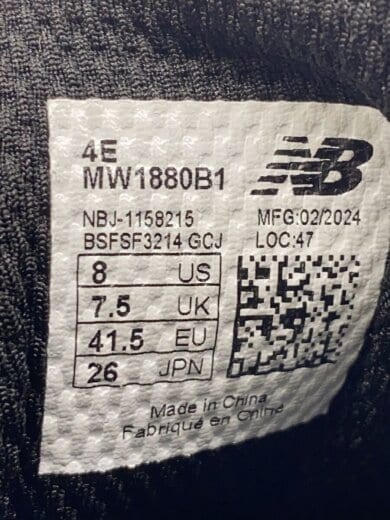 4E
MW1880B1
NB
NBJ-1158215 MFG:02/2024
BSFSF3214 GCJ LOC:47
8 US
7.5 UK
41.5 EU
26 JPN
Made in China
Fabriqué en Chine